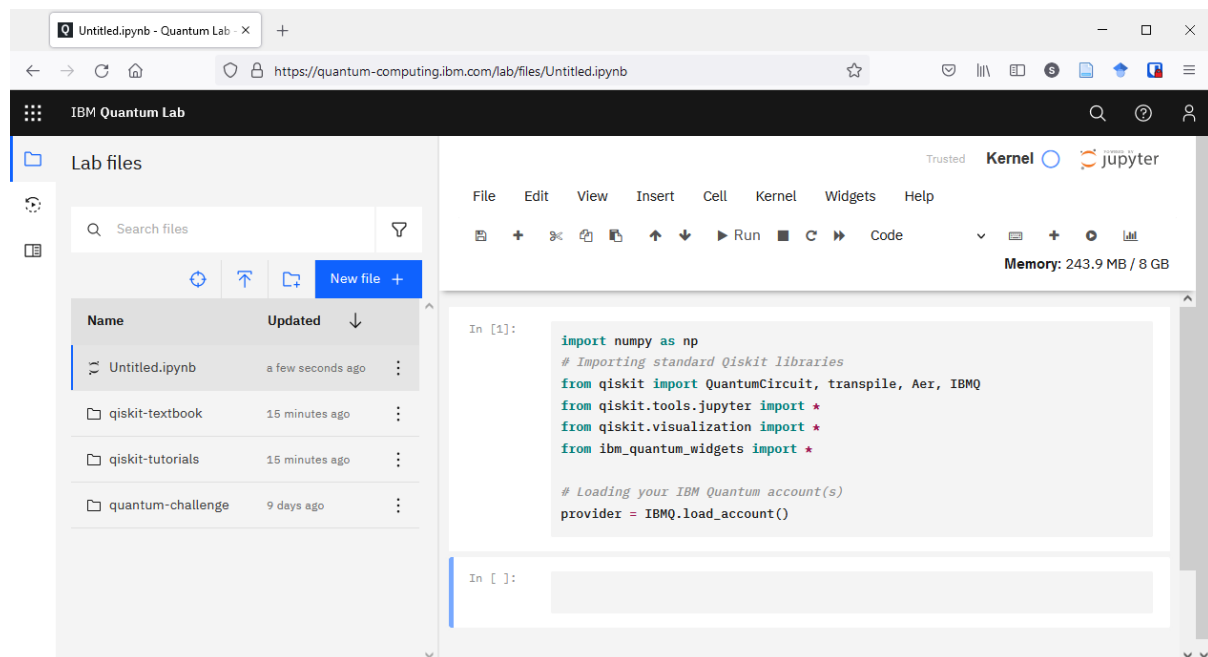 Untitled.ipynb - Quantum Lab -
https://quantum-computing.ibm.com/lab/files/Untitled.ipynb
IBM Quantum Lab
Lab files
Search files
New file +
Name Updated
Untitled.ipynb a few seconds ago
qiskit-textbook 15 minutes ago
qiskit-tutorials 15 minutes ago
quantum-challenge 9 days ago
Trusted Kernel POWERED BY jupyter
File Edit View Insert Cell Kernel Widgets Help
Run Code
Memory: 243.9 MB / 8 GB
In [1]:
import numpy as np
# Importing standard Qiskit libraries
from qiskit import QuantumCircuit, transpile, Aer, IBMQ
from qiskit.tools.jupyter import *
from qiskit.visualization import *
from ibm_quantum_widgets import *
# Loading your IBM Quantum account(s)
provider = IBMQ.load_account()
In [ ]: